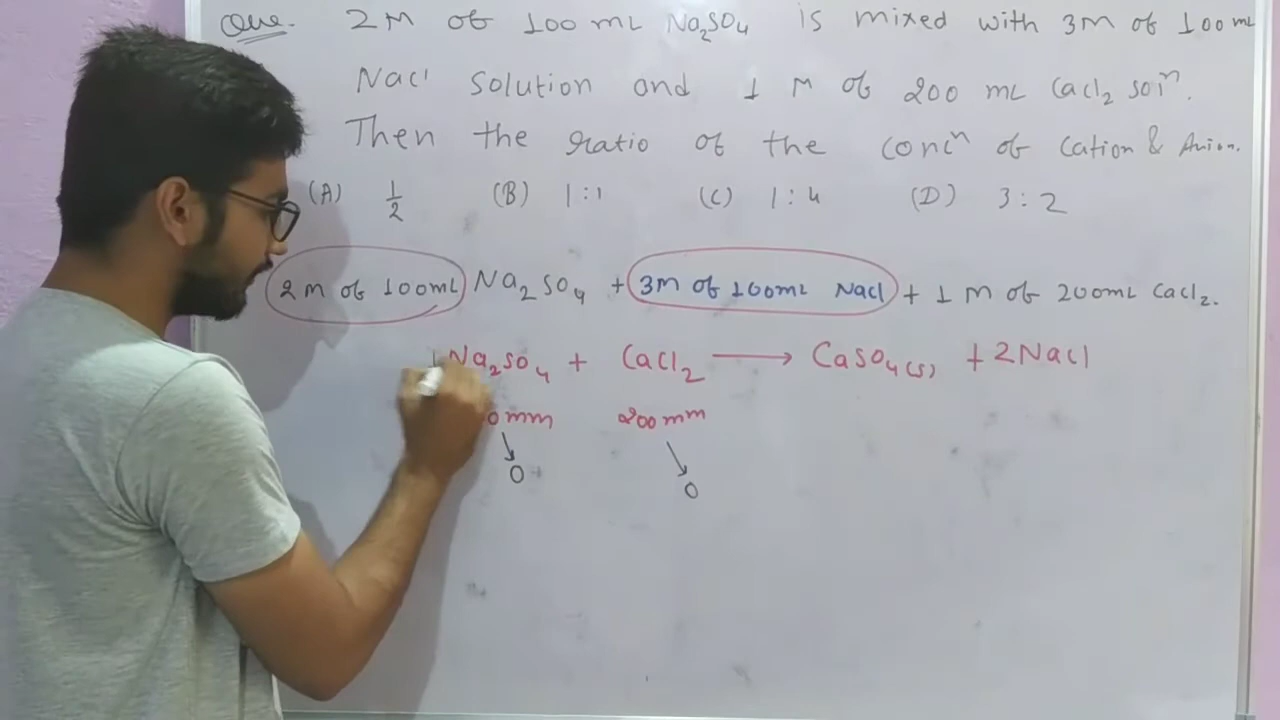 Que. 2M of 100 mL Na2SO4 is mixed with 3M of 100 mL
NaCl Solution and 1 M of 200 mL CaCl2 solⁿ.
Then the ratio of the concⁿ of Cation & Anion.
(A) 1/2 (B) 1:1 (C) 1:4 (D) 3:2
2M of 100mL Na2SO4 + 3M of 100mL NaCl + 1 M of 200mL CaCl2.
Na2SO4 + CaCl2 → CaSO4(s) + 2NaCl
0mm 200mm
0 0